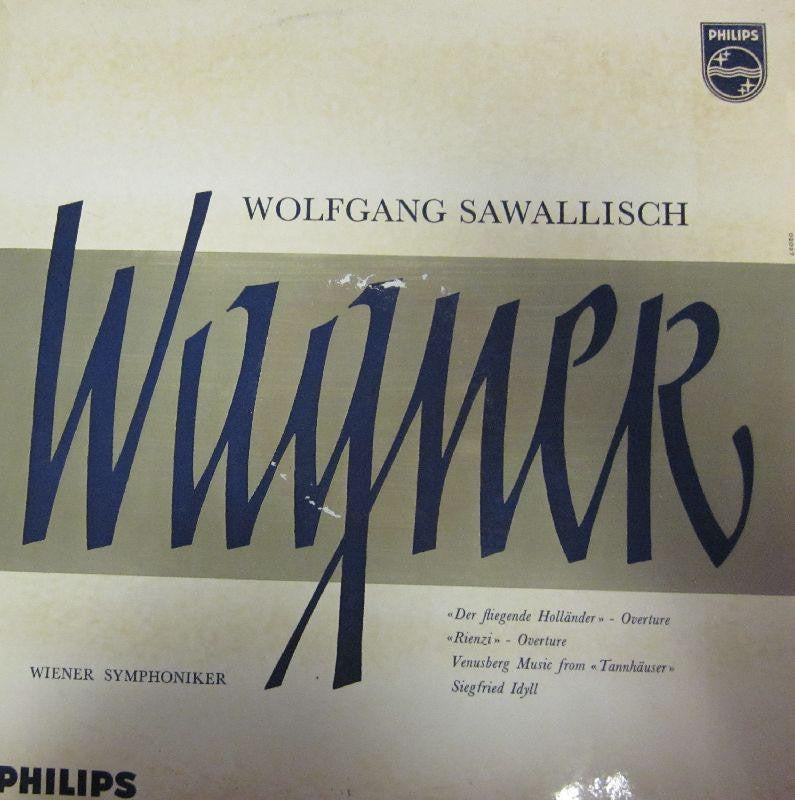 PHILIPS
WOLFGANG SAWALLISCH
Wagner
«Der fliegende Holländer» - Overture
«Rienzi» - Overture
Venusberg Music from «Tannhäuser»
Siegfried Idyll
WIENER SYMPHONIKER
PHILIPS